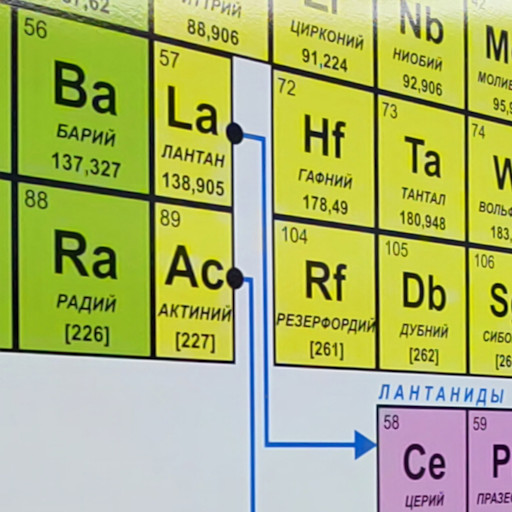 88,906
ЦИРКОНИЙ
91,224
Nb
НИОБИЙ
92,906
56
Ba
БАРИЙ
137,327
57
La
ЛАНТАН
138,905
72
Hf
ГАФНИЙ
178,49
73
Ta
ТАНТАЛ
180,948
74
88
Ra
РАДИЙ
[226]
89
Ac
АКТИНИЙ
[227]
104
Rf
РЕЗЕРФОРДИЙ
[261]
105
Db
ДУБНИЙ
[262]
106
ЛАНТАНИДЫ
58
Ce
ЦЕРИЙ
59